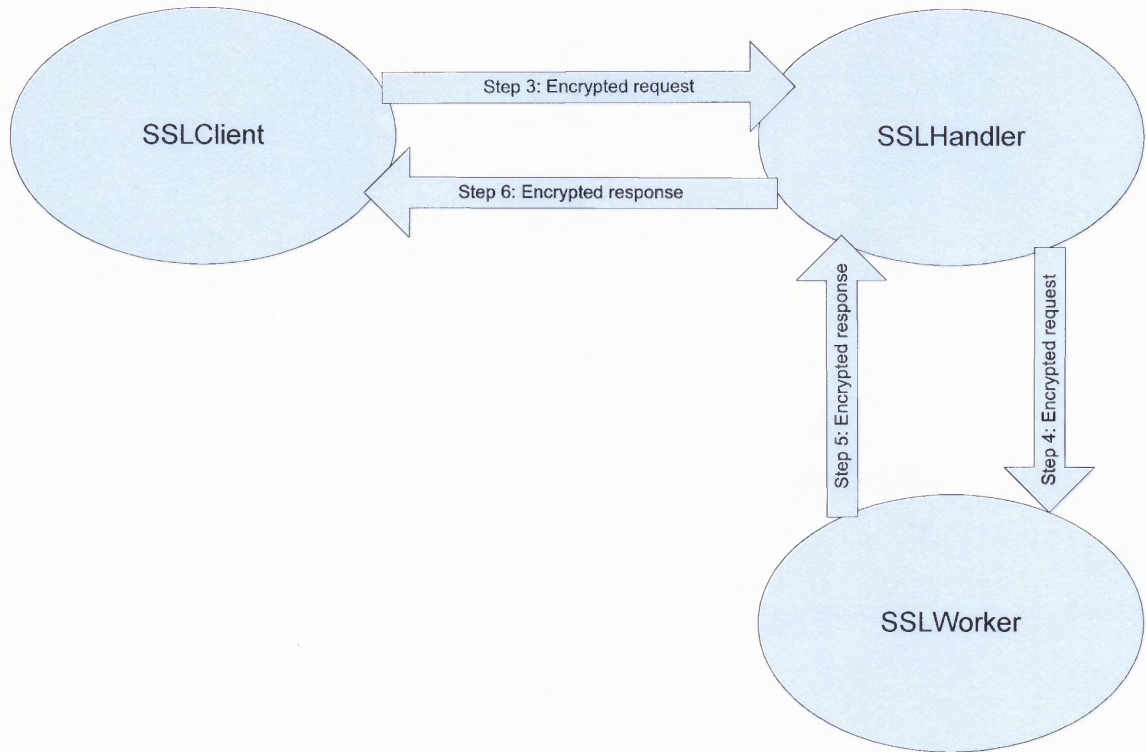 SSLClient
Step 3: Encrypted request
SSLHandler
Step 6: Encrypted response
Step 5: Encrypted response
Step 4: Encrypted request
SSLWorker